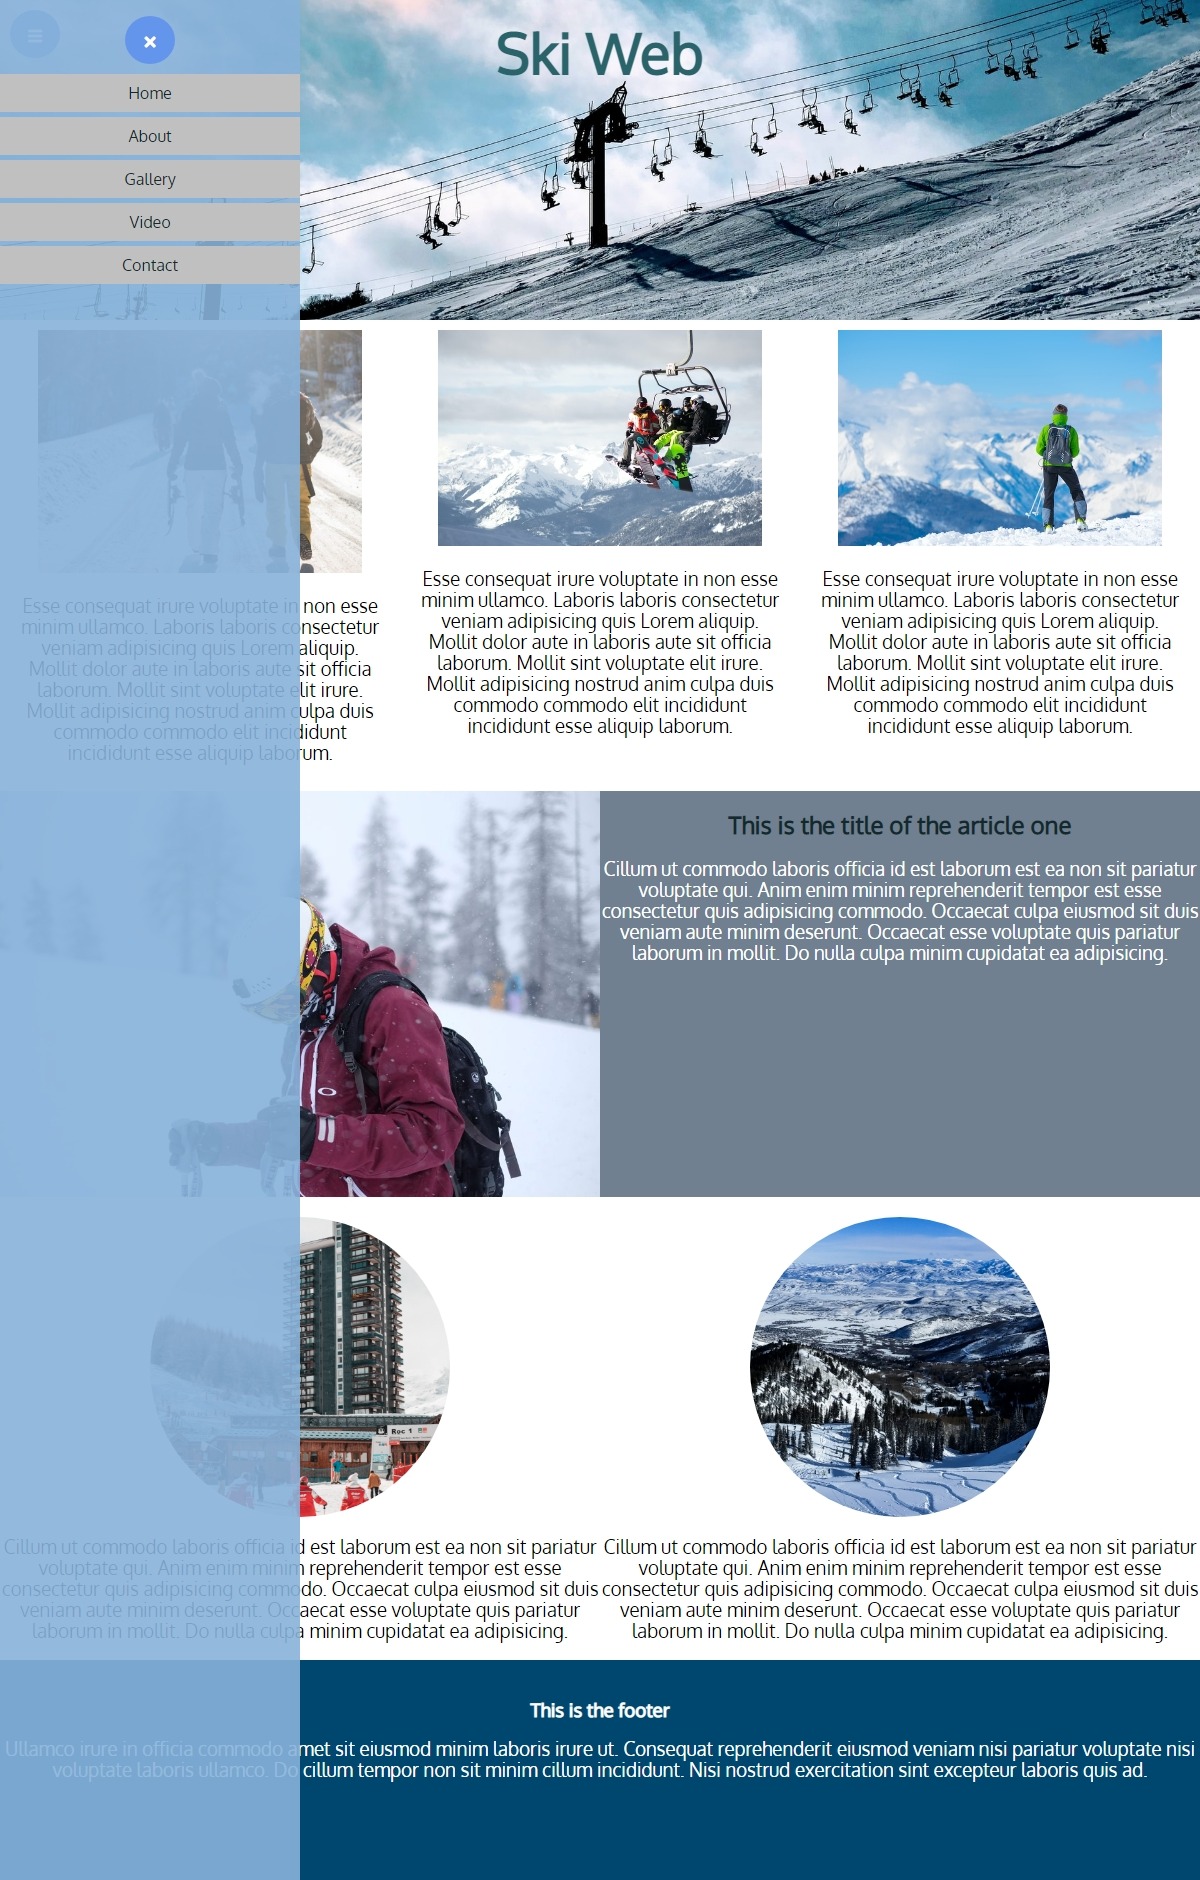 Ski Web
Home
About
Gallery
Video
Contact
Esse consequat irure voluptate in non esse
minim ullamco. Laboris laboris consectetur
veniam adipisicing quis Lorem aliquip.
Mollit dolor aute in laboris aute sit officia
laborum. Mollit sint voluptate elit irure.
Mollit adipisicing nostrud anim culpa duis
commodo commodo elit incididunt
incididunt esse aliquip laborum.
Esse consequat irure voluptate in non esse
minim ullamco. Laboris laboris consectetur
veniam adipisicing quis Lorem aliquip.
Mollit dolor aute in laboris aute sit officia
laborum. Mollit sint voluptate elit irure.
Mollit adipisicing nostrud anim culpa duis
commodo commodo elit incididunt
incididunt esse aliquip laborum.
Esse consequat irure voluptate in non esse
minim ullamco. Laboris laboris consectetur
veniam adipisicing quis Lorem aliquip.
Mollit dolor aute in laboris aute sit officia
laborum. Mollit sint voluptate elit irure.
Mollit adipisicing nostrud anim culpa duis
commodo commodo elit incididunt
incididunt esse aliquip laborum.
This is the title of the article one
Cillum ut commodo laboris officia id est laborum est ea non sit pariatur
voluptate qui. Anim enim minim reprehenderit tempor est esse
consectetur quis adipisicing commodo. Occaecat culpa eiusmod sit duis
veniam aute minim deserunt. Occaecat esse voluptate quis pariatur
laborum in mollit. Do nulla culpa minim cupidatat ea adipisicing.
Roc 1
Cillum ut commodo laboris officia id est laborum est ea non sit pariatur
voluptate qui. Anim enim minim reprehenderit tempor est esse
consectetur quis adipisicing commodo. Occaecat culpa eiusmod sit duis
veniam aute minim deserunt. Occaecat esse voluptate quis pariatur
laborum in mollit. Do nulla culpa minim cupidatat ea adipisicing.
Cillum ut commodo laboris officia id est laborum est ea non sit pariatur
voluptate qui. Anim enim minim reprehenderit tempor est esse
consectetur quis adipisicing commodo. Occaecat culpa eiusmod sit duis
veniam aute minim deserunt. Occaecat esse voluptate quis pariatur
laborum in mollit. Do nulla culpa minim cupidatat ea adipisicing.
This is the footer
Ullamco irure in officia commodo amet sit eiusmod minim laboris irure ut. Consequat reprehenderit eiusmod veniam nisi pariatur voluptate nisi
voluptate laboris ullamco. Do cillum tempor non sit minim cillum incididunt. Nisi nostrud exercitation sint excepteur laboris quis ad.